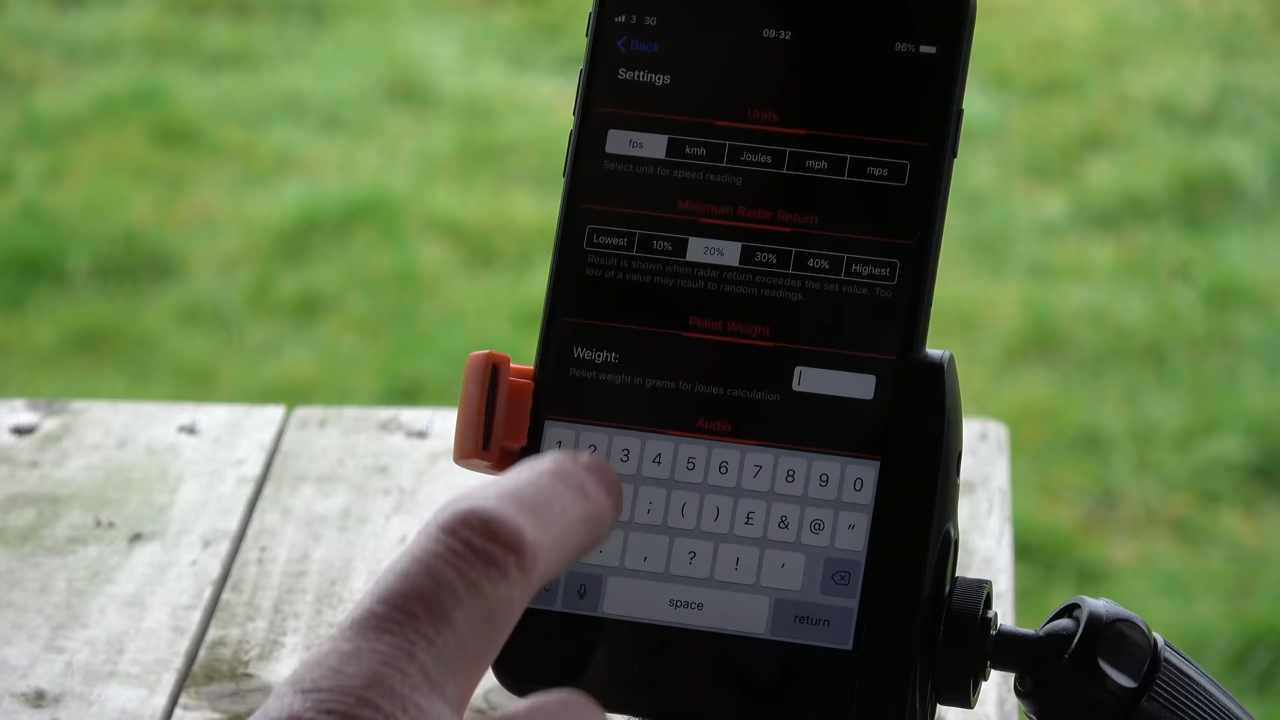 3 3G
09:32
96%
Back
Settings
Units
fps kmh Joules mph mps
Select unit for speed reading
Minimum Radar Return
Lowest 10% 20% 30% 40% Highest
Result is shown when radar return exceeds the set value. Too
low of a value may result to random readings.
Pellet Weight
Weight:
Pellet weight in grams for joules calculation
Audio
1 2 3 4 5 6 7 8 9 0
; ( ) £ & @ "
. , ? ! '
space return